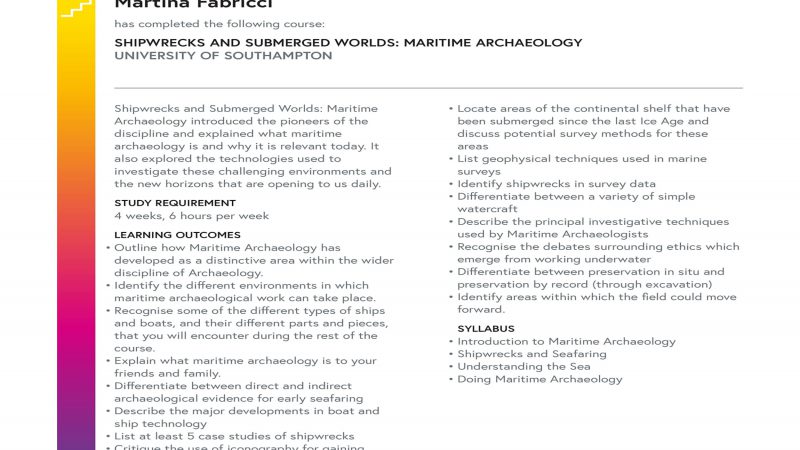 Martina Fabricci
has completed the following course:
SHIPWRECKS AND SUBMERGED WORLDS: MARITIME ARCHAEOLOGY
UNIVERSITY OF SOUTHAMPTON
Shipwrecks and Submerged Worlds: Maritime
Archaeology introduced the pioneers of the
discipline and explained what maritime
archaeology is and why it is relevant today. It
also explored the technologies used to
investigate these challenging environments and
the new horizons that are opening to us daily.
STUDY REQUIREMENT
4 weeks, 6 hours per week
LEARNING OUTCOMES
• Outline how Maritime Archaeology has
developed as a distinctive area within the wider
discipline of Archaeology.
• Identify the different environments in which
maritime archaeological work can take place.
• Recognise some of the different types of ships
and boats, and their different parts and pieces,
that you will encounter during the rest of the
course.
• Explain what maritime archaeology is to your
friends and family.
• Differentiate between direct and indirect
archaeological evidence for early seafaring
• Describe the major developments in boat and
ship technology
• List at least 5 case studies of shipwrecks
• Critique the use of iconography for gaining
• Locate areas of the continental shelf that have
been submerged since the last Ice Age and
discuss potential survey methods for these
areas
• List geophysical techniques used in marine
surveys
• Identify shipwrecks in survey data
• Differentiate between a variety of simple
watercraft
• Describe the principal investigative techniques
used by Maritime Archaeologists
• Recognise the debates surrounding ethics which
emerge from working underwater
• Differentiate between preservation in situ and
preservation by record (through excavation)
• Identify areas within which the field could move
forward.
SYLLABUS
• Introduction to Maritime Archaeology
• Shipwrecks and Seafaring
• Understanding the Sea
• Doing Maritime Archaeology